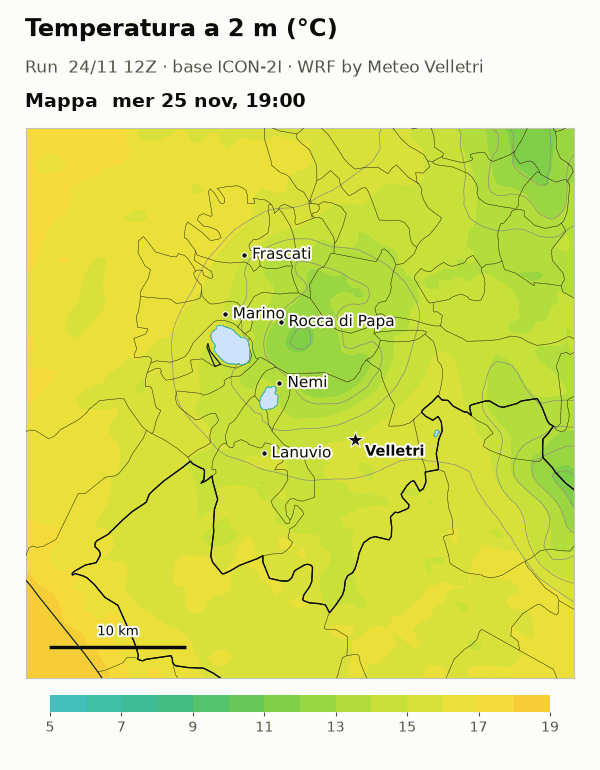 Temperatura a 2 m (°C)
Run  24/11 12Z · base ICON-2I · WRF by Meteo Velletri
Mappa  mer 25 nov, 19:00
Frascati
Marino
Rocca di Papa
Nemi
Velletri
Lanuvio
10 km
5 7 9 11 13 15 17 19